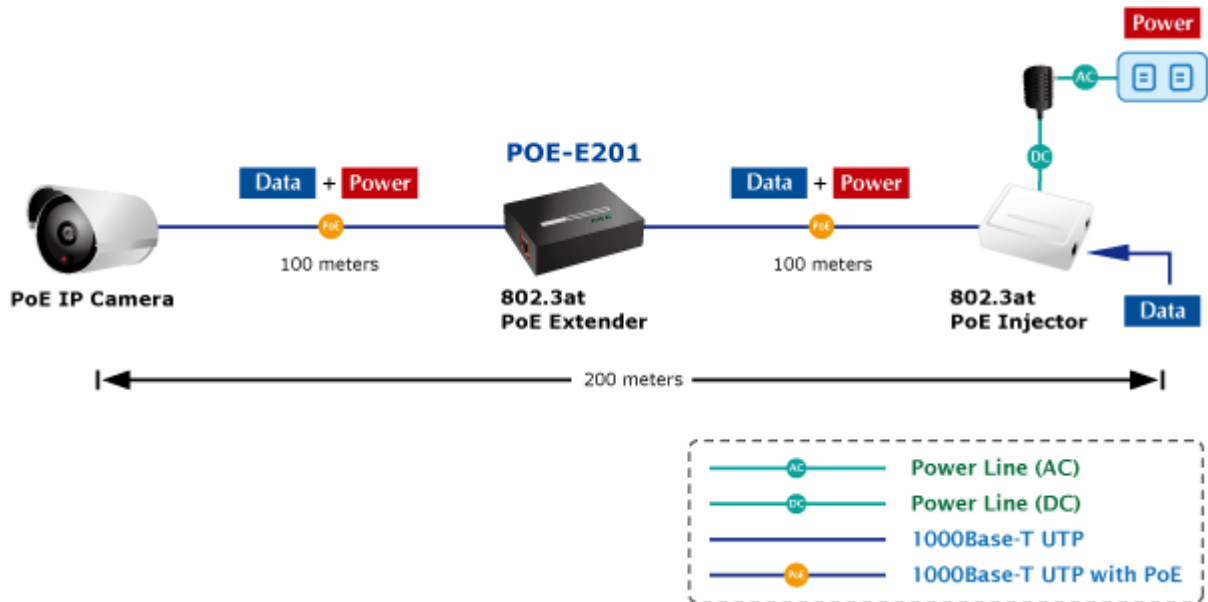 Power
AC
DC
POE-E201
Data + Power
Data + Power
PoE
PoE
100 meters
100 meters
PoE IP Camera
802.3at
PoE Extender
802.3at
PoE Injector
Data
200 meters
AC Power Line (AC)
DC Power Line (DC)
1000Base-T UTP
PoE 1000Base-T UTP with PoE